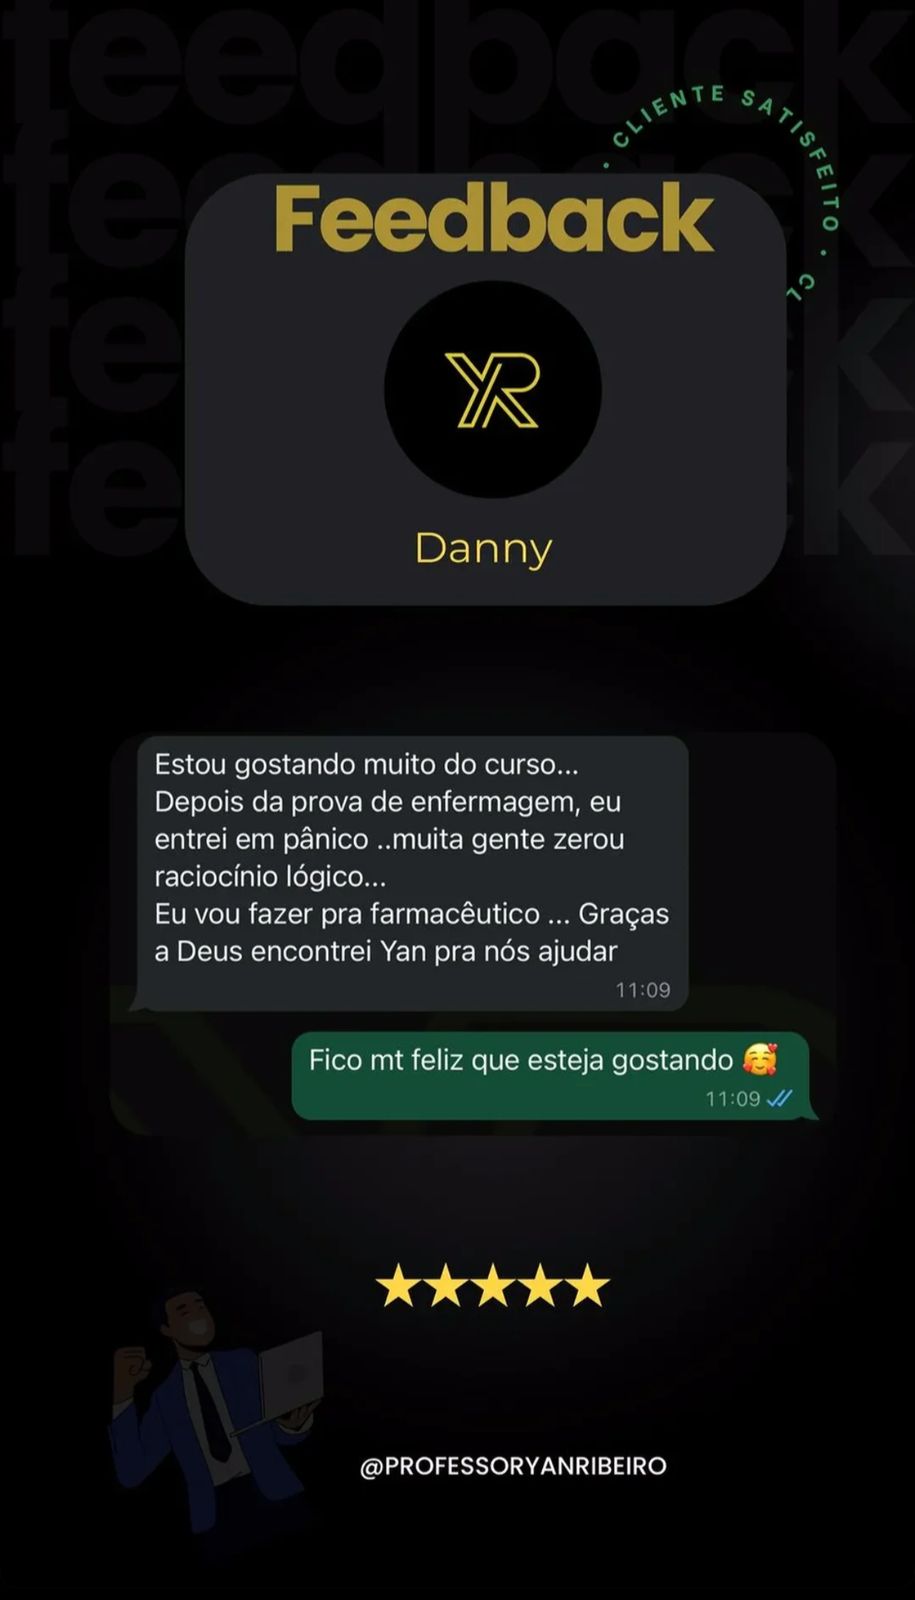 feedback
feedback
fe k
fe k
• CLIENTE SATISFEITO • CL
Feedback
YR
Danny
Estou gostando muito do curso...
Depois da prova de enfermagem, eu
entrei em pânico ..muita gente zerou
raciocínio lógico...
Eu vou fazer pra farmacêutico ... Graças
a Deus encontrei Yan pra nós ajudar
11:09
Fico mt feliz que esteja gostando 🥰
11:09
@PROFESSORYANRIBEIRO